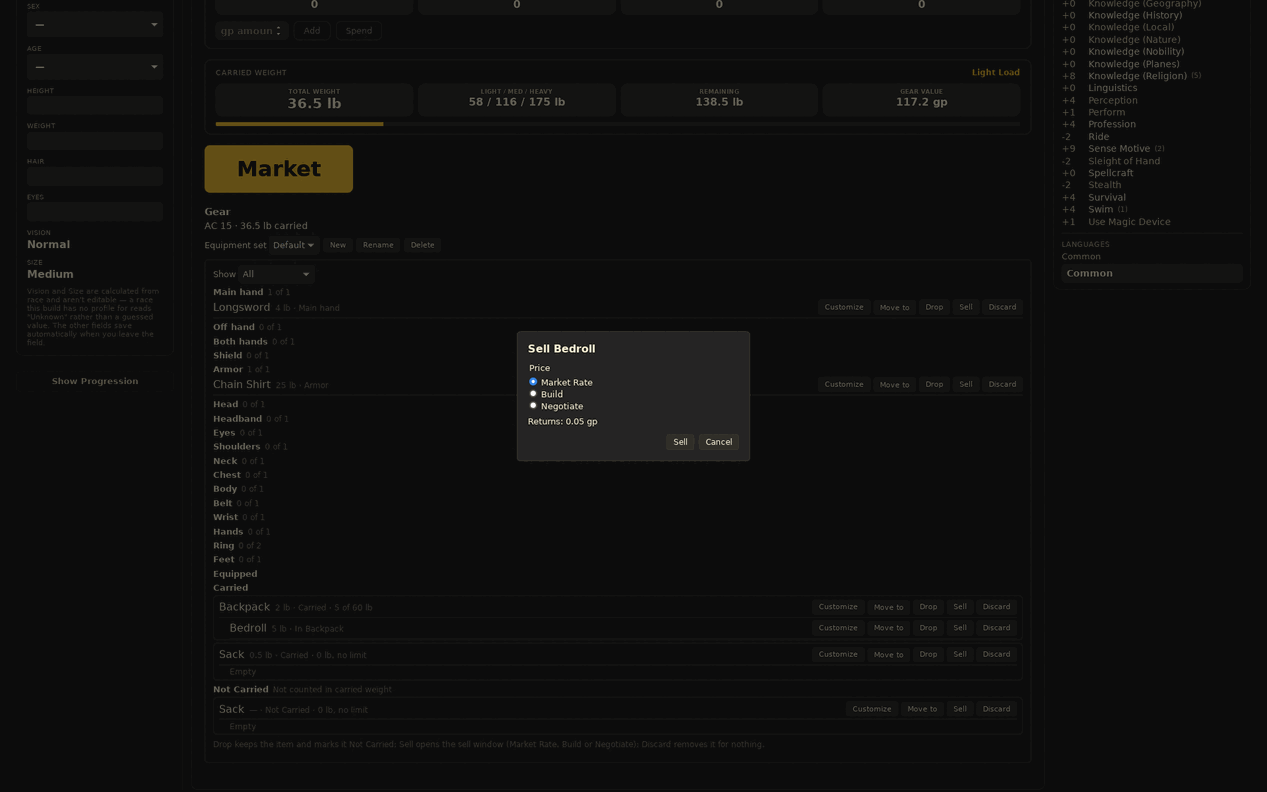 SEX
—
AGE
—
HEIGHT
WEIGHT
HAIR
EYES
VISION
Normal
SIZE
Medium
Vision and Size are calculated from
race and aren't editable — a race
this build has no profile for reads
"Unknown" rather than a guessed
value. The other fields save
automatically when you leave the
field.
Show Progression
0 0 0 0
gp amoun Add Spend
CARRIED WEIGHT Light Load
TOTAL WEIGHT
36.5 lb
LIGHT / MED / HEAVY
58 / 116 / 175 lb
REMAINING
138.5 lb
GEAR VALUE
117.2 gp
Market
Gear
AC 15 · 36.5 lb carried
Equipment set Default New Rename Delete
Show All
Main hand 1 of 1
Longsword 4 lb · Main hand Customize Move to Drop Sell Discard
Off hand 0 of 1
Both hands 0 of 1
Shield 0 of 1
Armor 1 of 1
Chain Shirt 25 lb · Armor Customize Move to Drop Sell Discard
Head 0 of 1
Headband 0 of 1
Eyes 0 of 1
Shoulders 0 of 1
Neck 0 of 1
Chest 0 of 1
Body 0 of 1
Belt 0 of 1
Wrist 0 of 1
Hands 0 of 1
Ring 0 of 2
Feet 0 of 1
Equipped
Carried
Backpack 2 lb · Carried · 5 of 60 lb Customize Move to Drop Sell Discard
Bedroll 5 lb · In Backpack Customize Move to Drop Sell Discard
Sack 0.5 lb · Carried · 0 lb, no limit Customize Move to Drop Sell Discard
Empty
Not Carried Not counted in carried weight
Sack — · Not Carried · 0 lb, no limit Customize Move to Sell Discard
Empty
Drop keeps the item and marks it Not Carried; Sell opens the sell window (Market Rate, Build or Negotiate); Discard removes it for nothing.
Sell Bedroll
Price
Market Rate
Build
Negotiate
Returns: 0.05 gp
Sell Cancel
+0 Knowledge (Geography)
+0 Knowledge (History)
+0 Knowledge (Local)
+0 Knowledge (Nature)
+0 Knowledge (Nobility)
+0 Knowledge (Planes)
+8 Knowledge (Religion) (5)
+0 Linguistics
+4 Perception
+1 Perform
+4 Profession
-2 Ride
+9 Sense Motive (2)
-2 Sleight of Hand
+0 Spellcraft
-2 Stealth
+4 Survival
+4 Swim (1)
+1 Use Magic Device
LANGUAGES
Common
Common